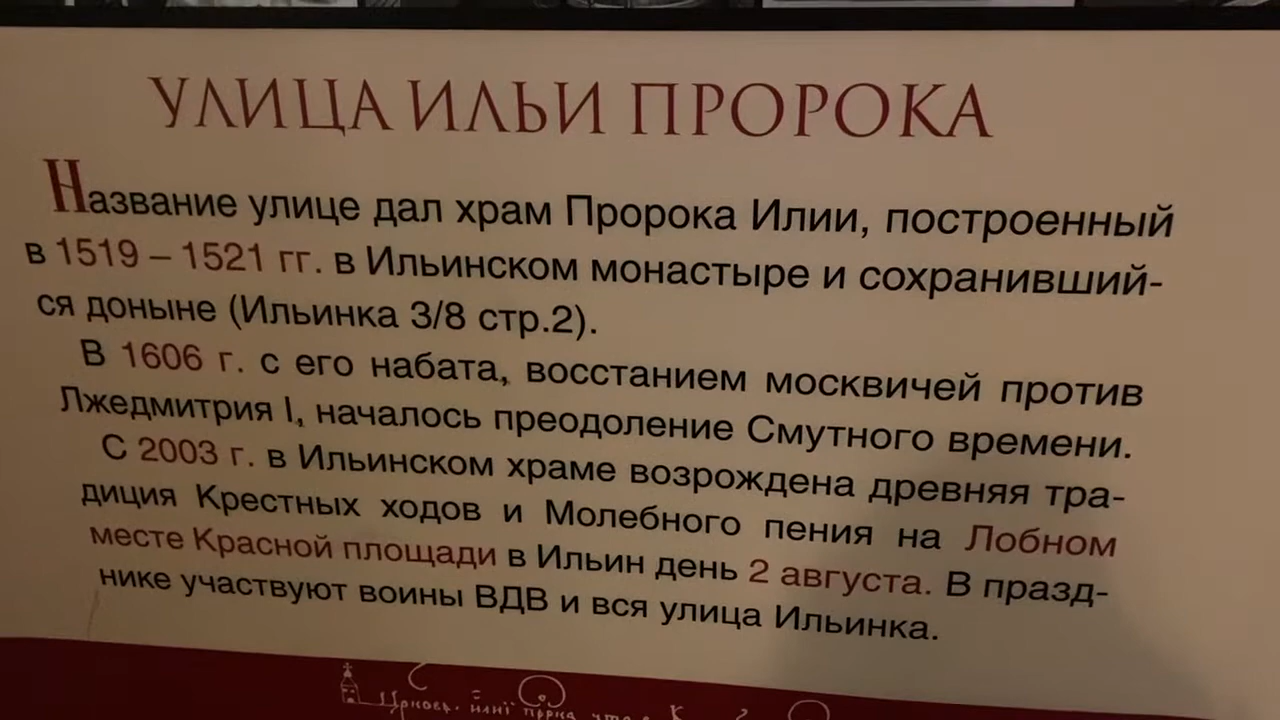 УЛИЦА ИЛЬИ ПРОРОКА
Название улице дал храм Пророка Илии, построенный
в 1519 – 1521 гг. в Ильинском монастыре и сохранивший-
ся доныне (Ильинка 3/8 стр.2).
В 1606 г. с его набата, восстанием москвичей против
Лжедмитрия I, началось преодоление Смутного времени.
С 2003 г. в Ильинском храме возрождена древняя тра-
диция Крестных ходов и Молебного пения на Лобном
месте Красной площади в Ильин день 2 августа. В празд-
нике участвуют воины ВДВ и вся улица Ильинка.